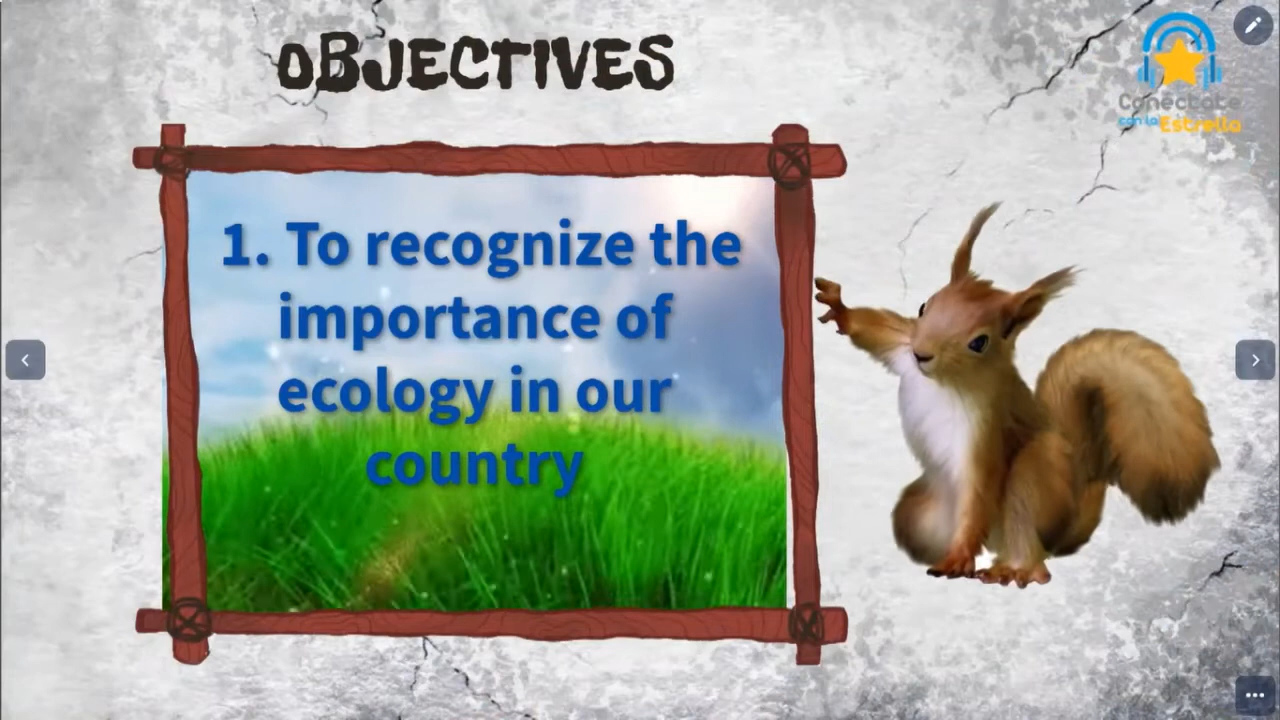 oBJECTIVES
Conéctate
con la Estrella
1. To recognize the
importance of
ecology in our
country